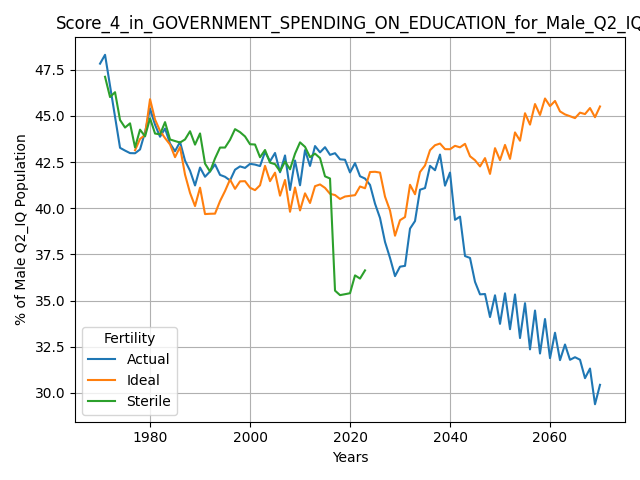 Score_4_in_GOVERNMENT_SPENDING_ON_EDUCATION_for_Male_Q2_IQ
47.5
45.0
42.5
40.0
37.5
35.0
32.5
30.0
% of Male Q2_IQ Population
Fertility
Actual
Ideal
Sterile
1980
2000
2020
2040
2060
Years